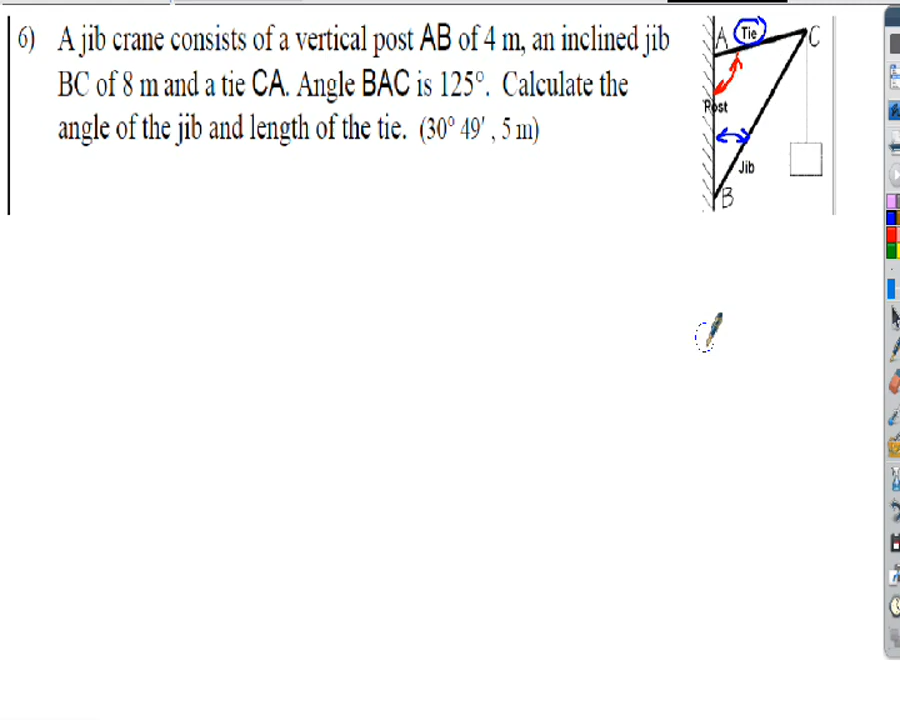 6) A jib crane consists of a vertical post AB of 4 m, an inclined jib
BC of 8 m and a tie CA. Angle BAC is 125°. Calculate the
angle of the jib and length of the tie. (30° 49′ , 5 m)
A Tie C
Post
Jib
B